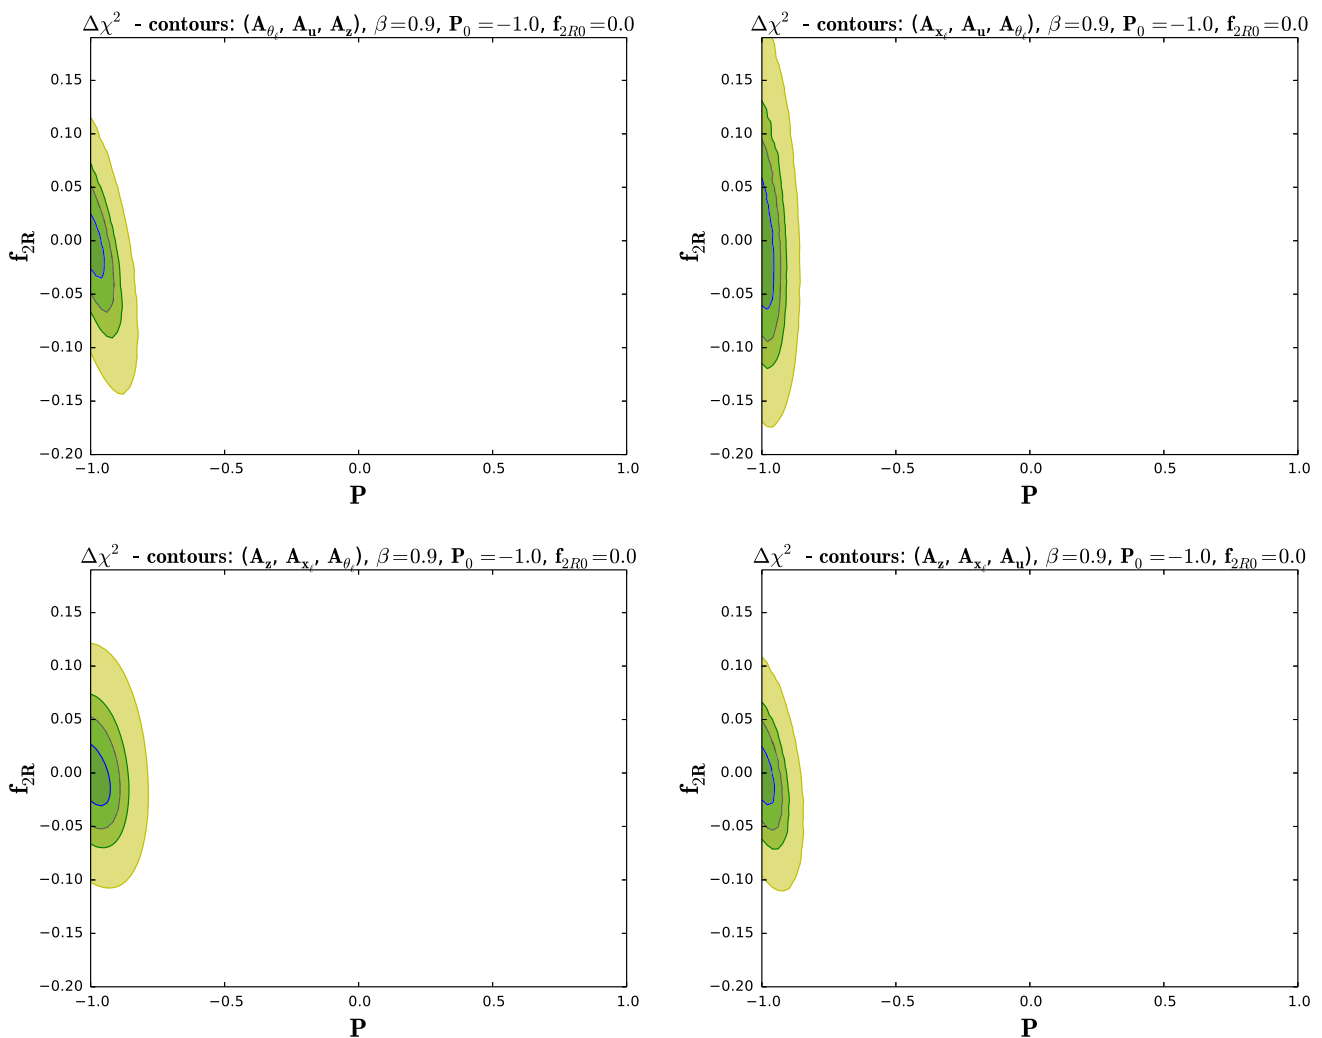 Δχ² - contours: (A_θℓ, A_u, A_z), β=0.9, P₀ =−1.0, f_2R0=0.0
0.15
0.10
0.05
0.00
−0.05
−0.10
−0.15
−0.20
f_2R
−1.0 −0.5 0.0 0.5 1.0
P
Δχ² - contours: (A_xℓ, A_u, A_θℓ), β=0.9, P₀ =−1.0, f_2R0=0.0
0.15
0.10
0.05
0.00
−0.05
−0.10
−0.15
−0.20
f_2R
−1.0 −0.5 0.0 0.5 1.0
P
Δχ² - contours: (A_z, A_xℓ, A_θℓ), β=0.9, P₀ =−1.0, f_2R0=0.0
0.15
0.10
0.05
0.00
−0.05
−0.10
−0.15
−0.20
f_2R
−1.0 −0.5 0.0 0.5 1.0
P
Δχ² - contours: (A_z, A_xℓ, A_u), β=0.9, P₀ =−1.0, f_2R0=0.0
0.15
0.10
0.05
0.00
−0.05
−0.10
−0.15
−0.20
f_2R
−1.0 −0.5 0.0 0.5 1.0
P